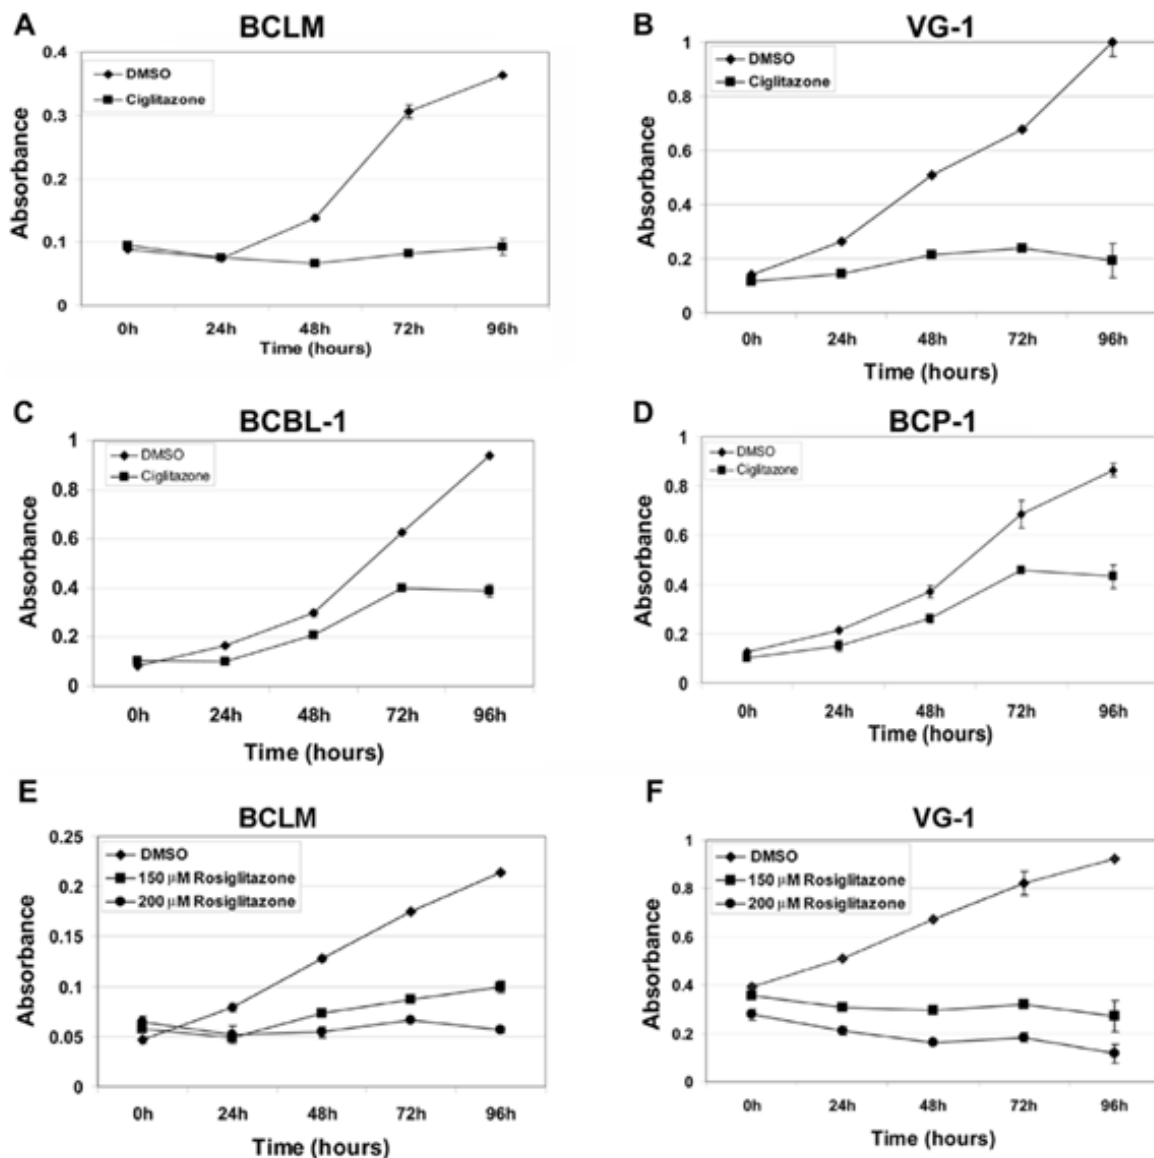 A
BCLM
0.4
0.3
0.2
0.1
0
Absorbance
DMSO
Ciglitazone
0h 24h 48h 72h 96h
Time (hours)
B
VG-1
1
0.8
0.6
0.4
0.2
0
Absorbance
DMSO
Ciglitazone
0h 24h 48h 72h 96h
Time (hours)
C
BCBL-1
1
0.8
0.6
0.4
0.2
0
Absorbance
DMSO
Ciglitazone
0h 24h 48h 72h 96h
Time (hours)
D
BCP-1
1
0.8
0.6
0.4
0.2
0
Absorbance
DMSO
Ciglitazone
0h 24h 48h 72h 96h
Time (hours)
E
BCLM
0.25
0.2
0.15
0.1
0.05
0
Absorbance
DMSO
150 μM Rosiglitazone
200 μM Rosiglitazone
0h 24h 48h 72h 96h
Time (hours)
F
VG-1
1
0.8
0.6
0.4
0.2
0
Absorbance
DMSO
150 μM Rosiglitazone
200 μM Rosiglitazone
0h 24h 48h 72h 96h
Time (hours)